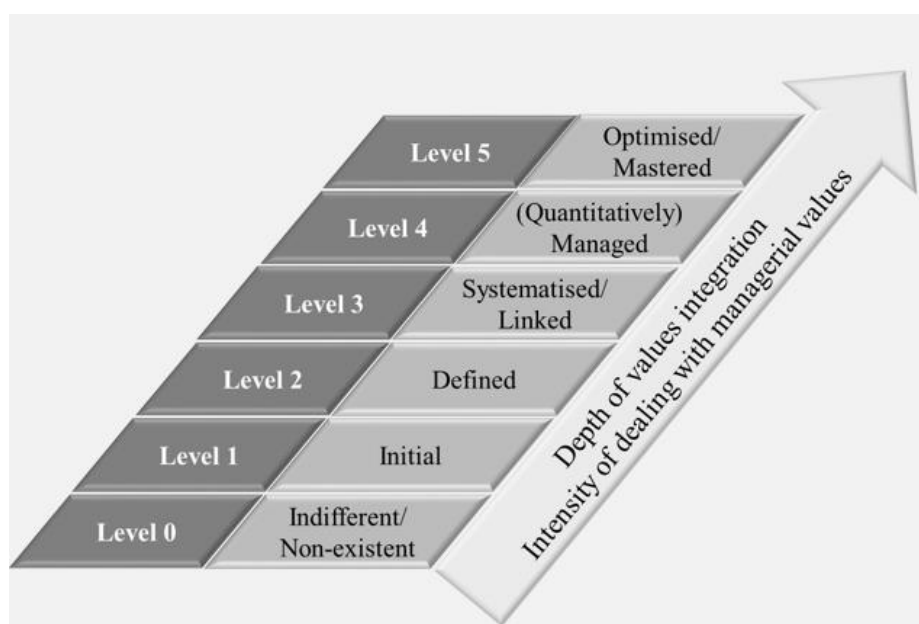 Level 5
Optimised/
Mastered
Level 4
(Quantitatively)
Managed
Level 3
Systematised/
Linked
Level 2
Defined
Level 1
Initial
Level 0
Indifferent/
Non-existent
Depth of values integration
Intensity of dealing with managerial values